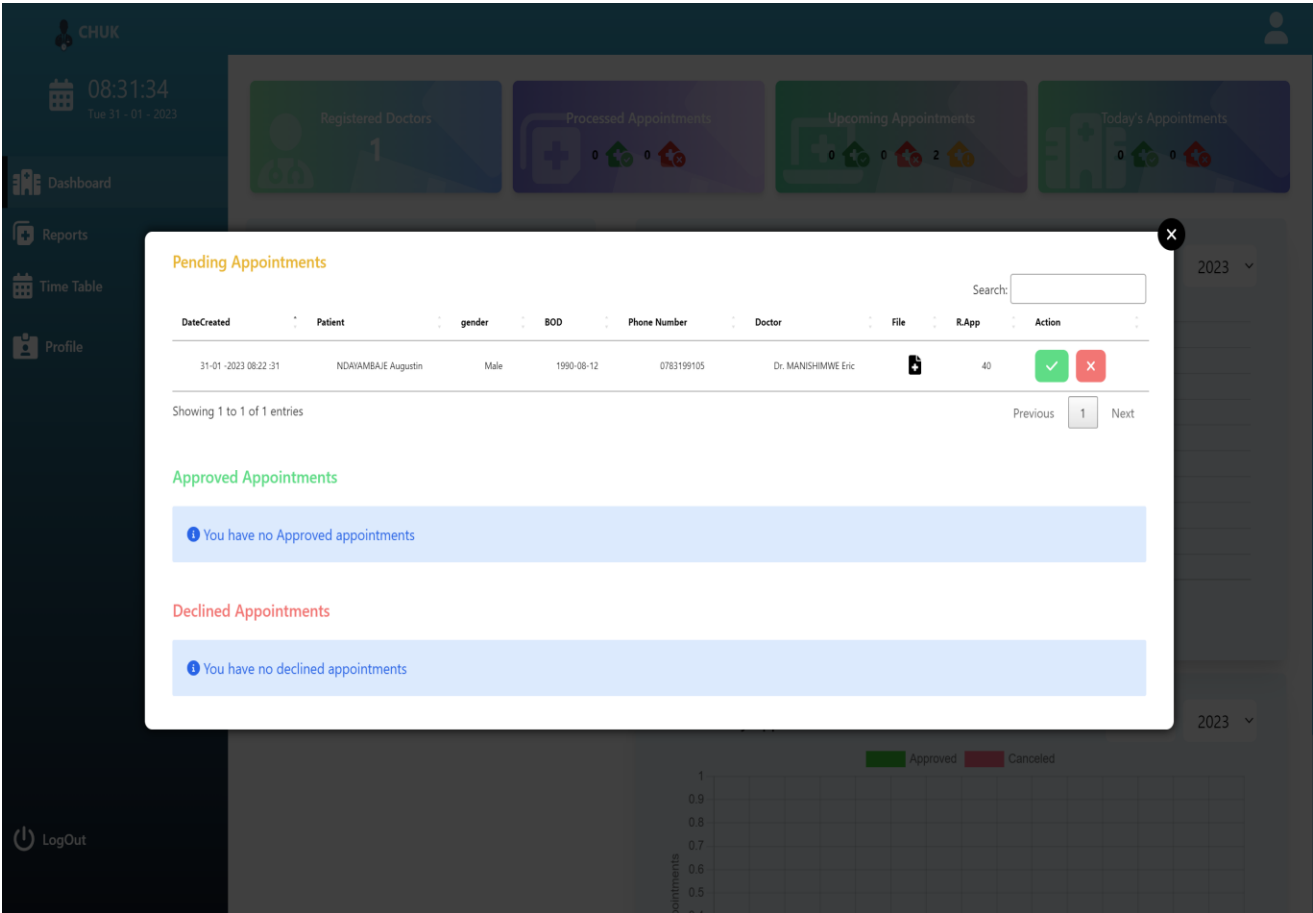 CHUK
08:31:34
Tue 31 - 01 - 2023
Registered Doctors
1
Processed Appointments
0 0
Upcoming Appointments
0 0 2
Today's Appointments
0 0
Dashboard
Reports
Time Table
Profile
LogOut
2023
Pending Appointments
Search:
DateCreated Patient gender BOD Phone Number Doctor File R.App Action
31-01 -2023 08:22 :31 NDAYAMBAJE Augustin Male 1990-08-12 0783199105 Dr. MANISHIMWE Eric 40
Showing 1 to 1 of 1 entries
Previous 1 Next
Approved Appointments
You have no Approved appointments
Declined Appointments
You have no declined appointments
2023
Approved Canceled
1
0.9
0.8
0.7
0.6
0.5